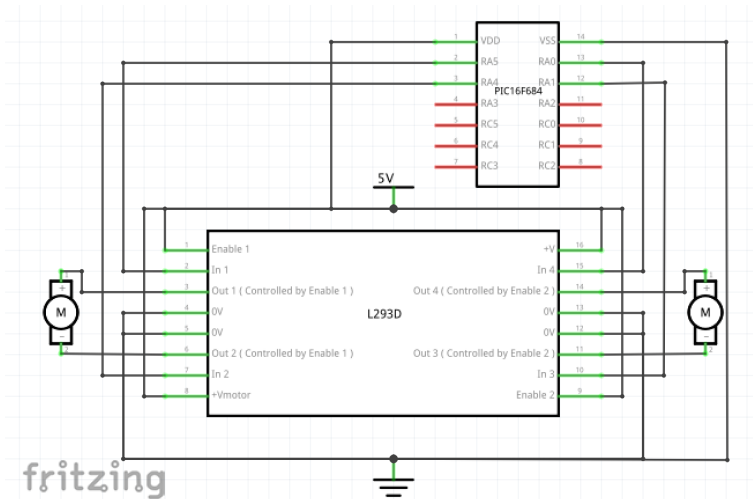 1 VDD VSS 14
2 RA5 RA0 13
3 RA4 RA1 12
PIC16F684
4 RA3 RA2 11
5 RC5 RC0 10
6 RC4 RC1 9
7 RC3 RC2 8
5V
1 Enable 1 +V 16
2 In 1 In 4 15
3 Out 1 ( Controlled by Enable 1 ) Out 4 ( Controlled by Enable 2 ) 14
1 + + 1
4 0V 0V 13
M L293D M
5 0V 0V 12
- -
6 Out 2 ( Controlled by Enable 1 ) Out 3 ( Controlled by Enable 2 ) 11
2 2
7 In 2 In 3 10
8 +Vmotor Enable 2 9
fritzing